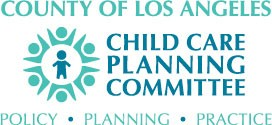 COUNTY OF LOS ANGELES
CHILD CARE
PLANNING
COMMITTEE
POLICY • PLANNING • PRACTICE